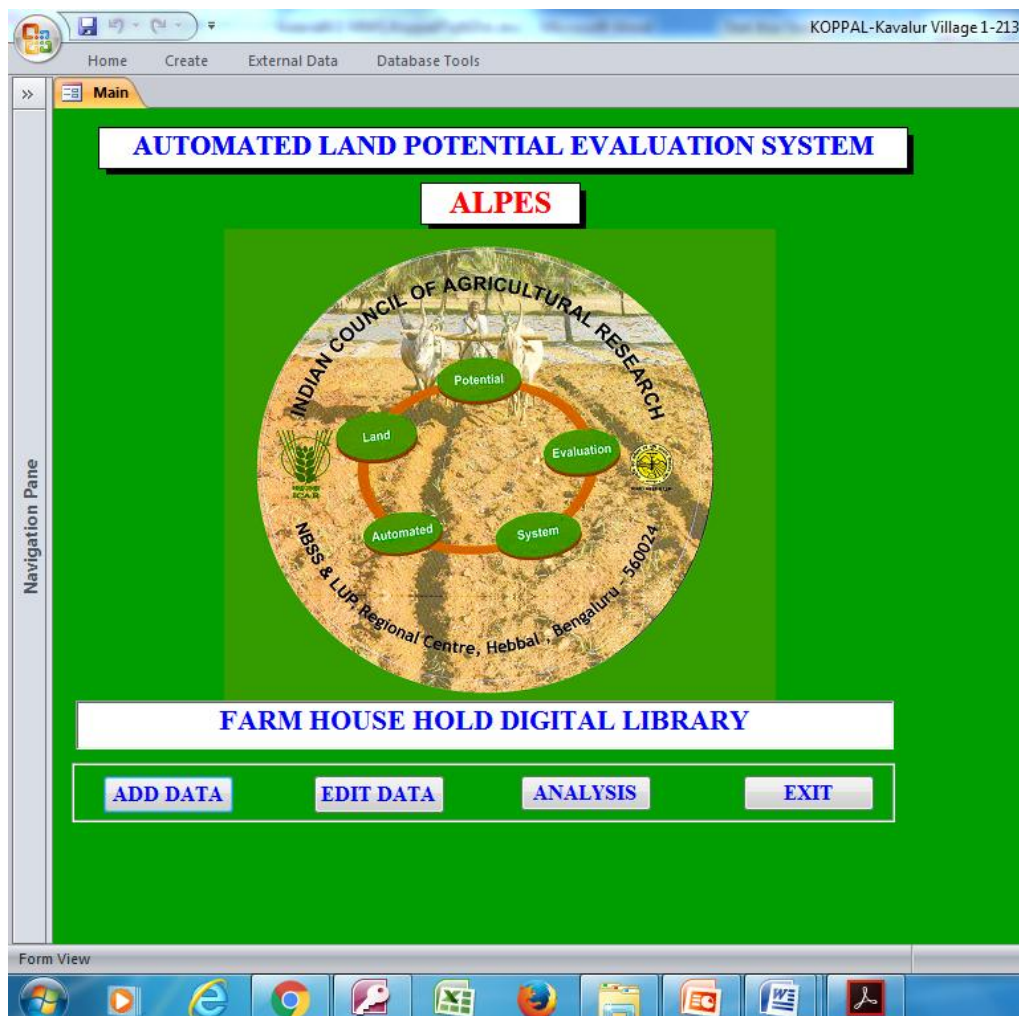 KOPPAL-Kavalur Village 1-213
Home Create External Data Database Tools
Main
AUTOMATED LAND POTENTIAL EVALUATION SYSTEM
ALPES
INDIAN COUNCIL OF AGRICULTURAL RESEARCH
Potential
Land
Evaluation
ICAR
Automated
System
NBSS & LUP, Regional Centre, Hebbal , Bengaluru - 560024
Navigation Pane
FARM HOUSE HOLD DIGITAL LIBRARY
ADD DATA EDIT DATA ANALYSIS EXIT
Form View